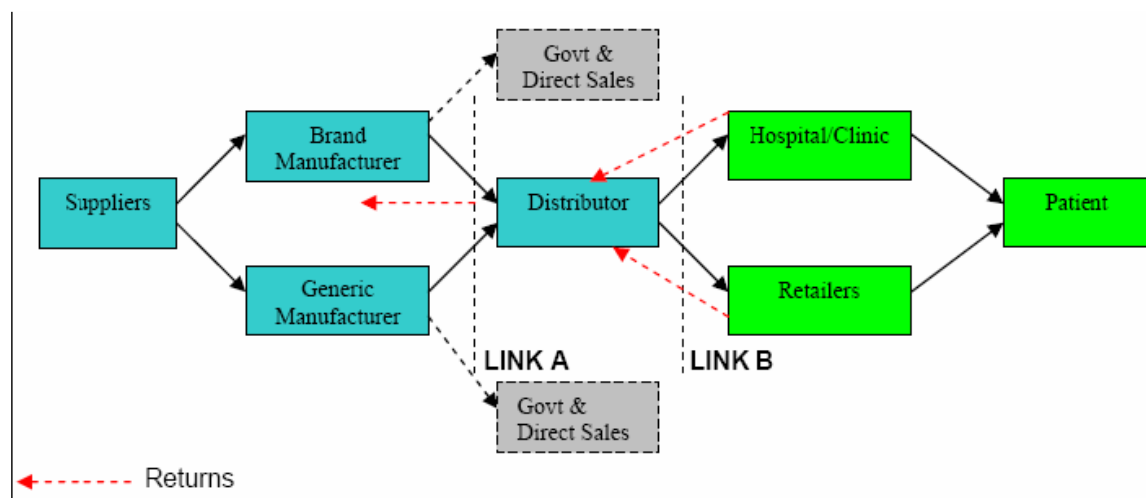 Govt &
Direct Sales
Brand
Manufacturer
Hospital/Clinic
Suppliers
Distributor
Patient
Generic
Manufacturer
Retailers
LINK A
LINK B
Govt &
Direct Sales
Returns